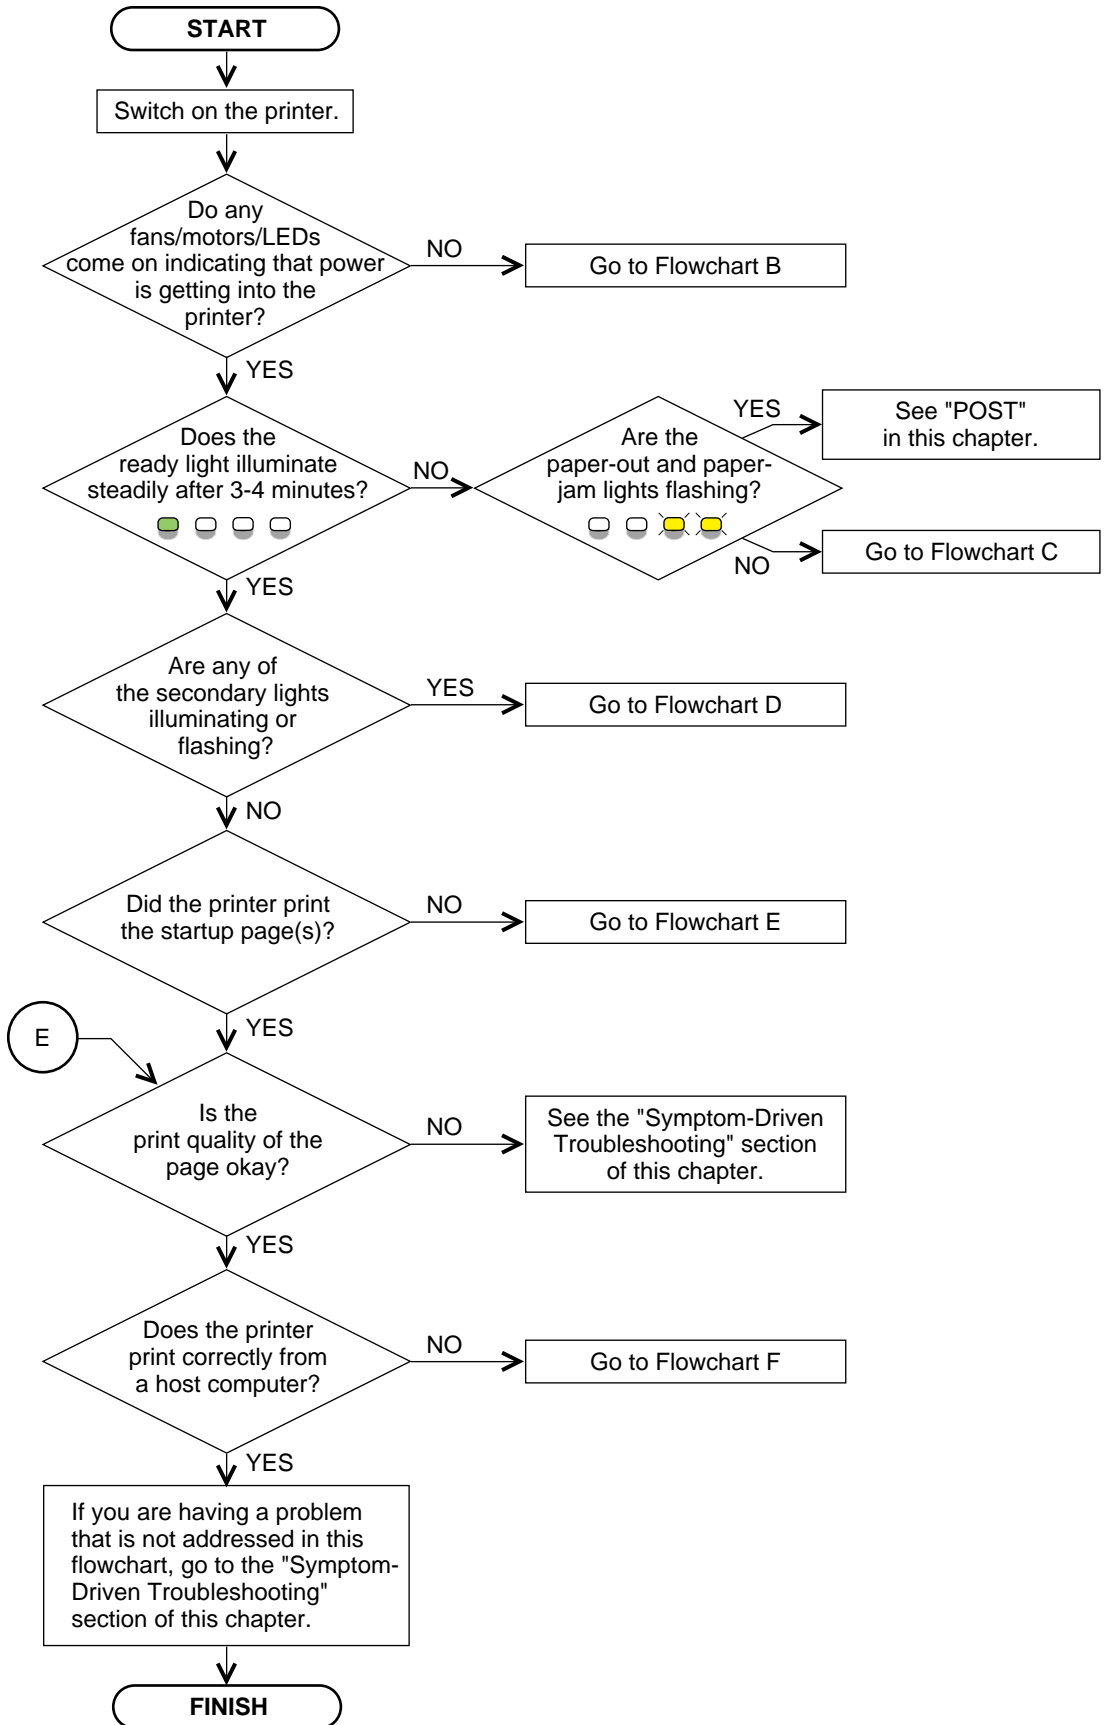 START
Switch on the printer.
Do any
fans/motors/LEDs
come on indicating that power
is getting into the
printer?
NO
Go to Flowchart B
YES
Does the
ready light illuminate
steadily after 3-4 minutes?
NO
Are the
paper-out and paper-
jam lights flashing?
YES
See "POST"
in this chapter.
NO
Go to Flowchart C
YES
Are any of
the secondary lights
illuminating or
flashing?
YES
Go to Flowchart D
NO
Did the printer print
the startup page(s)?
NO
Go to Flowchart E
YES
E
Is the
print quality of the
page okay?
NO
See the "Symptom-Driven
Troubleshooting" section
of this chapter.
YES
Does the printer
print correctly from
a host computer?
NO
Go to Flowchart F
YES
If you are having a problem
that is not addressed in this
flowchart, go to the "Symptom-
Driven Troubleshooting"
section of this chapter.
FINISH